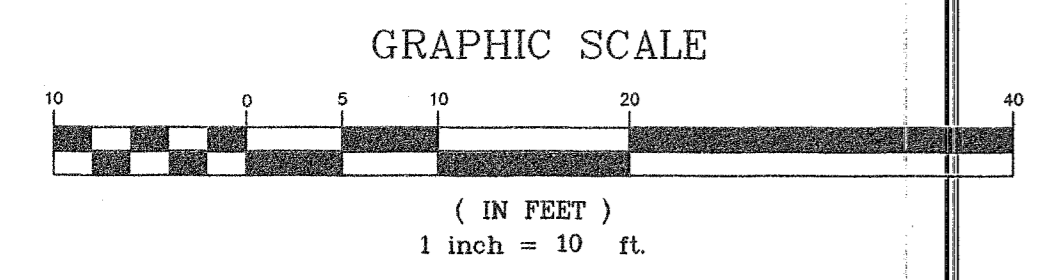 GRAPHIC SCALE
10 0 5 10 20 40
( IN FEET )
1 inch = 10 ft.